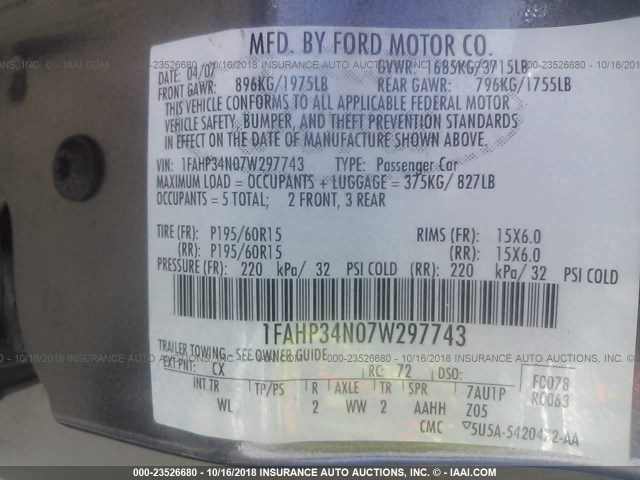 MFD. BY FORD MOTOR CO.
DATE: 04/07 GVWR: 1685KG/3715LB
FRONT GAWR: 896KG/1975LB REAR GAWR: 796KG/1755LB
THIS VEHICLE CONFORMS TO ALL APPLICABLE FEDERAL MOTOR
VEHICLE SAFETY, BUMPER, AND THEFT PREVENTION STANDARDS
IN EFFECT ON THE DATE OF MANUFACTURE SHOWN ABOVE.
VIN: 1FAHP34N07W297743 TYPE: Passenger Car
MAXIMUM LOAD = OCCUPANTS + LUGGAGE = 375KG/ 827LB
OCCUPANTS = 5 TOTAL; 2 FRONT, 3 REAR
TIRE (FR): P195/60R15 RIMS (FR): 15X6.0
(RR): P195/60R15 (RR): 15X6.0
PRESSURE (FR): 220 kPa/ 32 PSI COLD (RR): 220 kPa/ 32 PSI COLD
1FAHP34N07W297743
TRAILER TOWING- SEE OWNER GUIDE
EXT PNT: CX RC: 72 DSO: FC078
INT TR TP/PS R AXLE TR SPR 7AU1P RC063
WL 2 WW 2 AAHH Z05
CMC ▽5U5A-5420472-AA
000-23526680 - 10/16/2018 INSURANCE AUTO AUCTIONS INC. - © - IAAI.COM